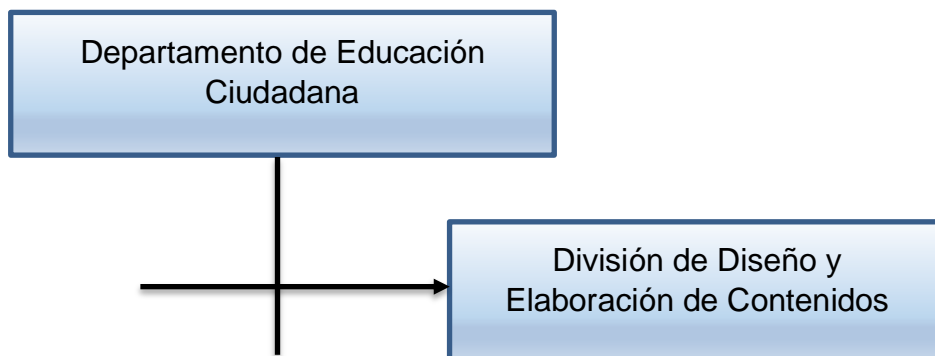 Departamento de Educación
Ciudadana
División de Diseño y
Elaboración de Contenidos